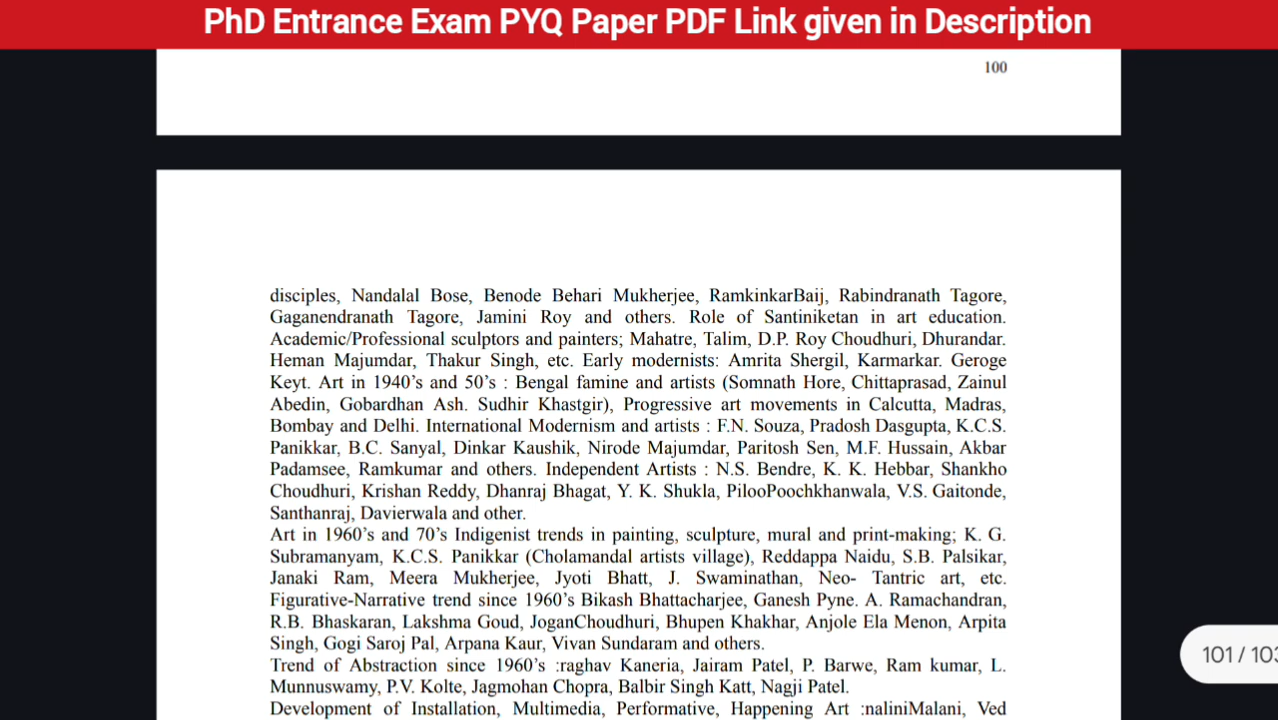 PhD Entrance Exam PYQ Paper PDF Link given in Description
100
disciples, Nandalal Bose, Benode Behari Mukherjee, RamkinkarBaij, Rabindranath Tagore,
Gaganendranath Tagore, Jamini Roy and others. Role of Santiniketan in art education.
Academic/Professional sculptors and painters; Mahatre, Talim, D.P. Roy Choudhuri, Dhurandar.
Heman Majumdar, Thakur Singh, etc. Early modernists: Amrita Shergil, Karmarkar. Geroge
Keyt. Art in 1940’s and 50’s : Bengal famine and artists (Somnath Hore, Chittaprasad, Zainul
Abedin, Gobardhan Ash. Sudhir Khastgir), Progressive art movements in Calcutta, Madras,
Bombay and Delhi. International Modernism and artists : F.N. Souza, Pradosh Dasgupta, K.C.S.
Panikkar, B.C. Sanyal, Dinkar Kaushik, Nirode Majumdar, Paritosh Sen, M.F. Hussain, Akbar
Padamsee, Ramkumar and others. Independent Artists : N.S. Bendre, K. K. Hebbar, Shankho
Choudhuri, Krishan Reddy, Dhanraj Bhagat, Y. K. Shukla, PilooPoochkhanwala, V.S. Gaitonde,
Santhanraj, Davierwala and other.
Art in 1960’s and 70’s Indigenist trends in painting, sculpture, mural and print-making; K. G.
Subramanyam, K.C.S. Panikkar (Cholamandal artists village), Reddappa Naidu, S.B. Palsikar,
Janaki Ram, Meera Mukherjee, Jyoti Bhatt, J. Swaminathan, Neo- Tantric art, etc.
Figurative-Narrative trend since 1960’s Bikash Bhattacharjee, Ganesh Pyne. A. Ramachandran,
R.B. Bhaskaran, Lakshma Goud, JoganChoudhuri, Bhupen Khakhar, Anjole Ela Menon, Arpita
Singh, Gogi Saroj Pal, Arpana Kaur, Vivan Sundaram and others.
Trend of Abstraction since 1960’s :raghav Kaneria, Jairam Patel, P. Barwe, Ram kumar, L.
Munnuswamy, P.V. Kolte, Jagmohan Chopra, Balbir Singh Katt, Nagji Patel.
Development of Installation, Multimedia, Performative, Happening Art :naliniMalani, Ved
101 / 103